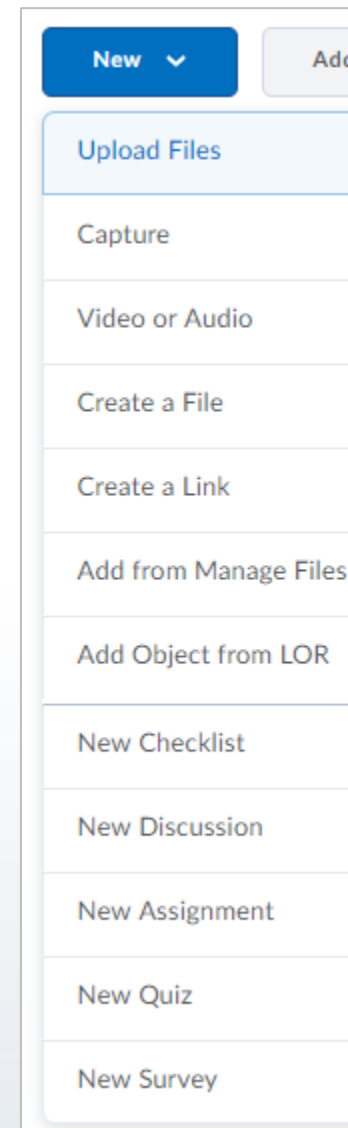 New
Upload Files
Capture
Video or Audio
Create a File
Create a Link
Add from Manage Files
Add Object from LOR
New Checklist
New Discussion
New Assignment
New Quiz
New Survey